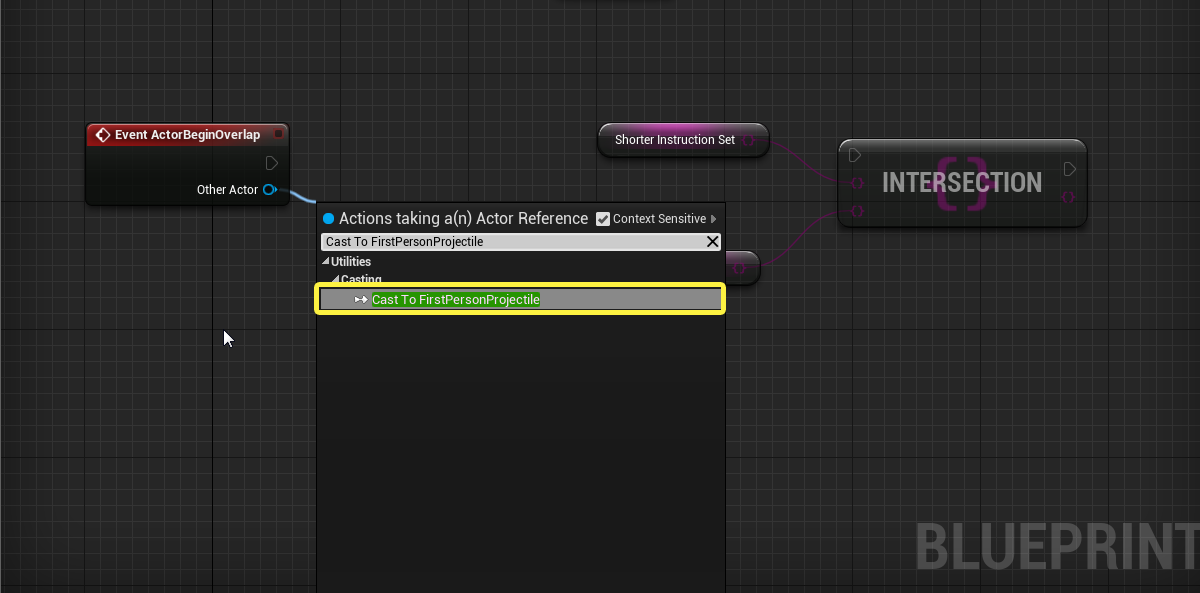 Event ActorBeginOverlap
Other Actor
Shorter Instruction Set
INTERSECTION
Actions taking a(n) Actor Reference
Context Sensitive
Cast To FirstPersonProjectile
Utilities
Casting
Cast To FirstPersonProjectile
BLUEPRINT